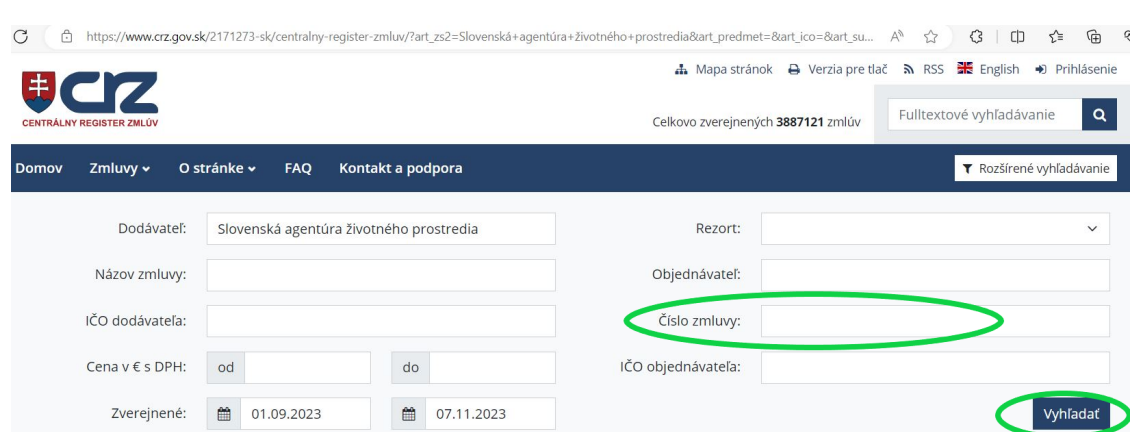 https://www.crz.gov.sk/2171273-sk/centralny-register-zmluv/?art_zs2=Slovenská+agentúra+životného+prostredia&art_predmet=&art_ico=&art_su...
Mapa stránok Verzia pre tlač RSS English Prihlásenie
crz
CENTRÁLNY REGISTER ZMLÚV
Celkovo zverejnených 3887121 zmlúv
Fulltextové vyhľadávanie
Domov Zmluvy O stránke FAQ Kontakt a podpora Rozšírené vyhľadávanie
Dodávateľ: Slovenská agentúra životného prostredia Rezort:
Názov zmluvy: Objednávateľ:
IČO dodávateľa: Číslo zmluvy:
Cena v € s DPH: od do IČO objednávateľa:
Zverejnené: 01.09.2023 07.11.2023 Vyhľadať